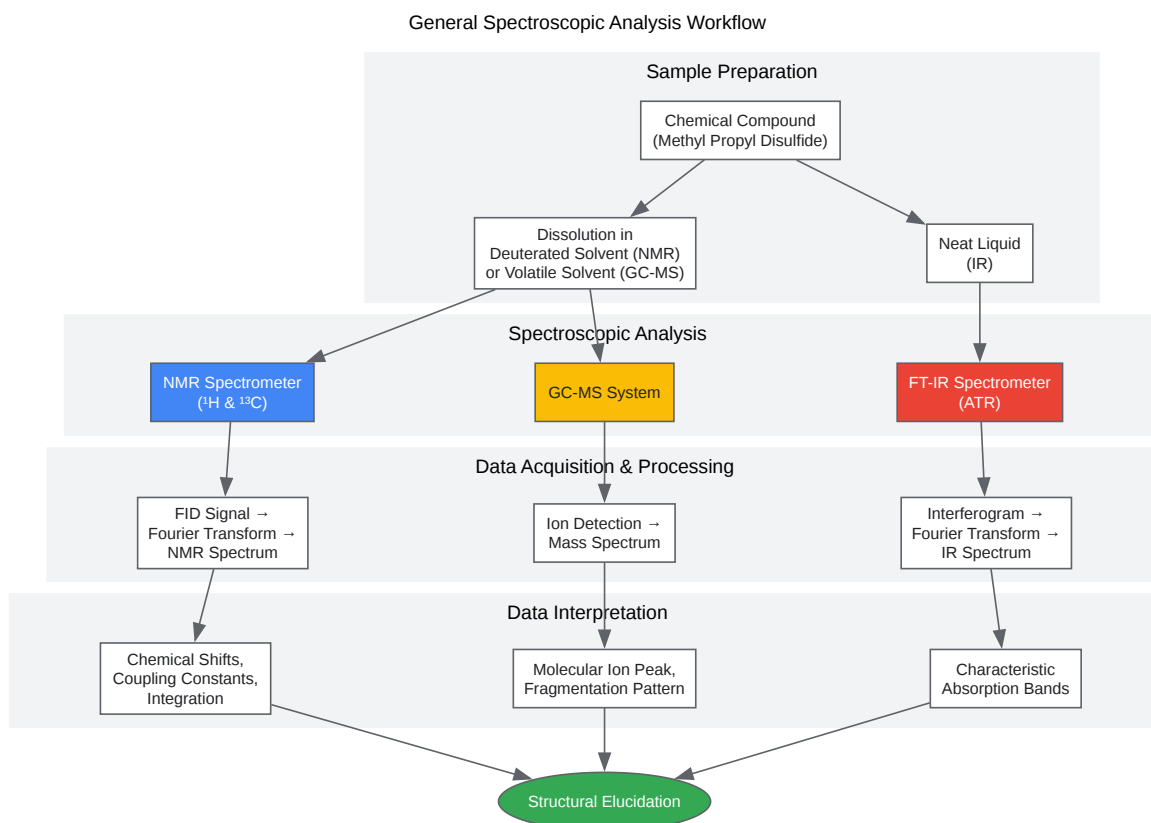 General Spectroscopic Analysis Workflow
Sample Preparation
Chemical Compound
(Methyl Propyl Disulfide)
Dissolution in
Deuterated Solvent (NMR)
or Volatile Solvent (GC-MS)
Neat Liquid
(IR)
Spectroscopic Analysis
NMR Spectrometer
(¹H & ¹³C)
GC-MS System
FT-IR Spectrometer
(ATR)
Data Acquisition & Processing
FID Signal →
Fourier Transform →
NMR Spectrum
Ion Detection →
Mass Spectrum
Interferogram →
Fourier Transform →
IR Spectrum
Data Interpretation
Chemical Shifts,
Coupling Constants,
Integration
Molecular Ion Peak,
Fragmentation Pattern
Characteristic
Absorption Bands
Structural Elucidation